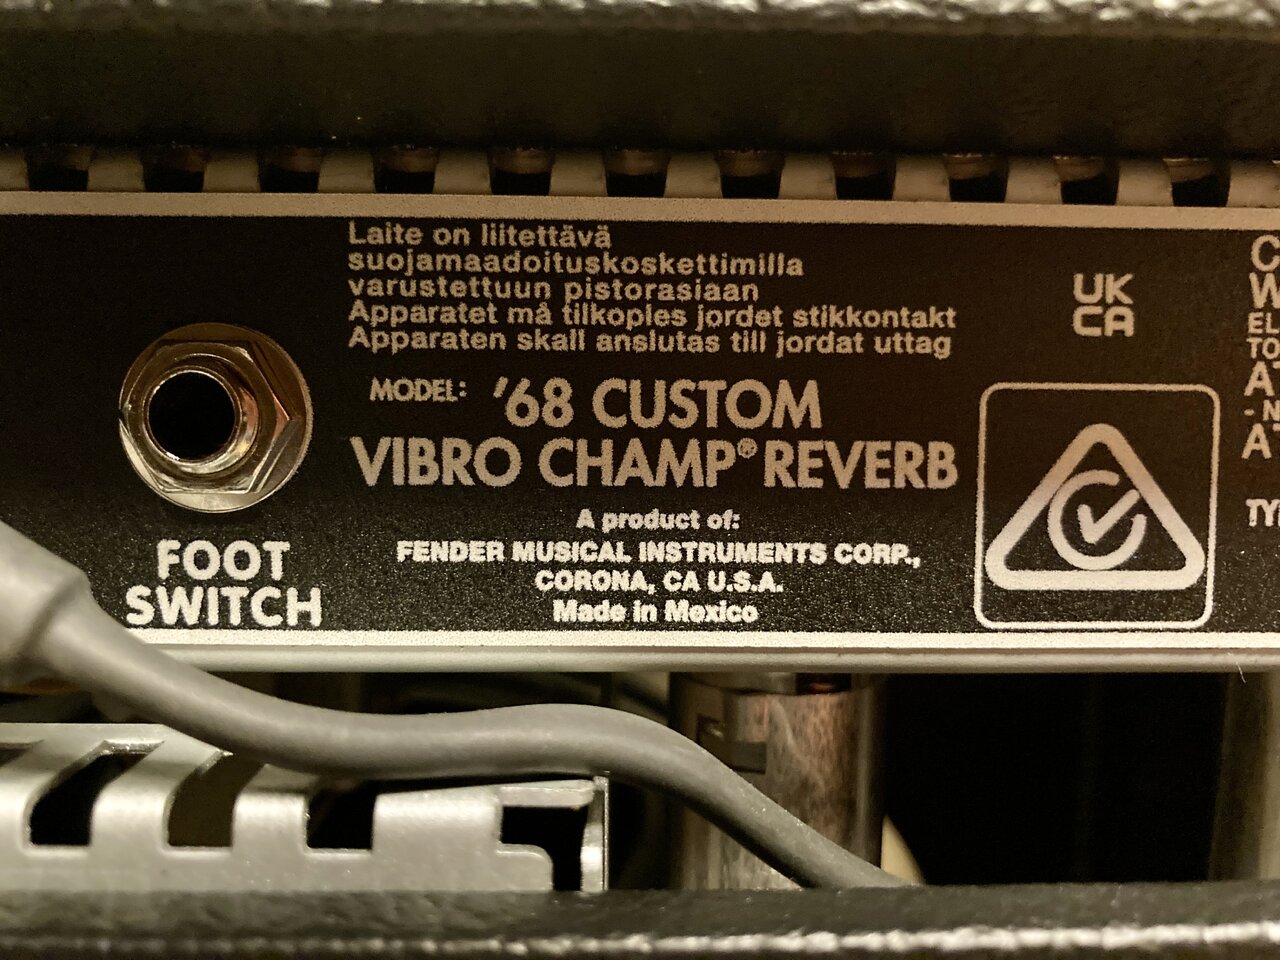 Laite on liitettävä
suojamaadoituskoskettimilla
varustettuun pistorasiaan
Apparatet må tilkoples jordet stikkontakt
Apparaten skall anslutas till jordat uttag
UK
CA
MODEL: '68 CUSTOM
VIBRO CHAMP® REVERB
A product of:
FENDER MUSICAL INSTRUMENTS CORP.,
CORONA, CA U.S.A.
Made in Mexico
FOOT
SWITCH